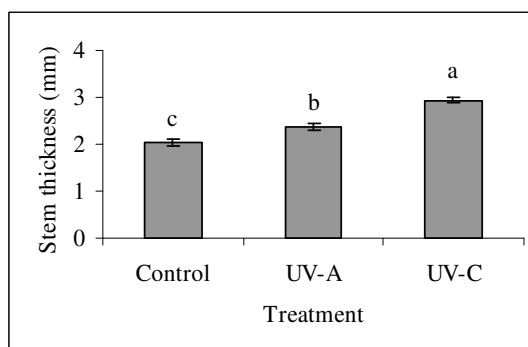 Stem thickness (mm)
4
3
2
1
0
c
b
a
Control UV-A UV-C
Treatment